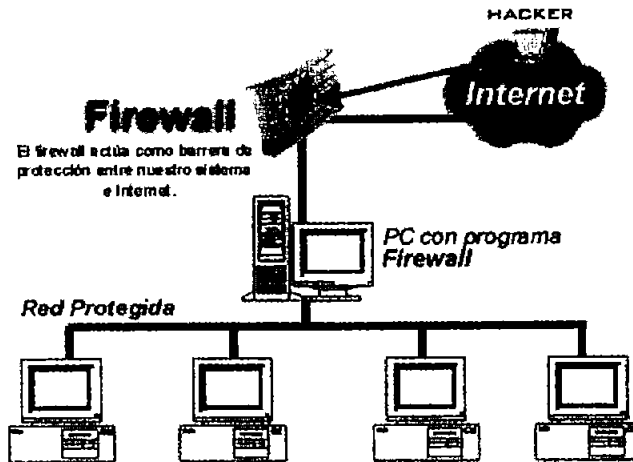 HACKER
Internet
Firewall
El firewall actúa como barrera de
protección entre nuestro sistema
e Internet.
PC con programa
Firewall
Red Protegida